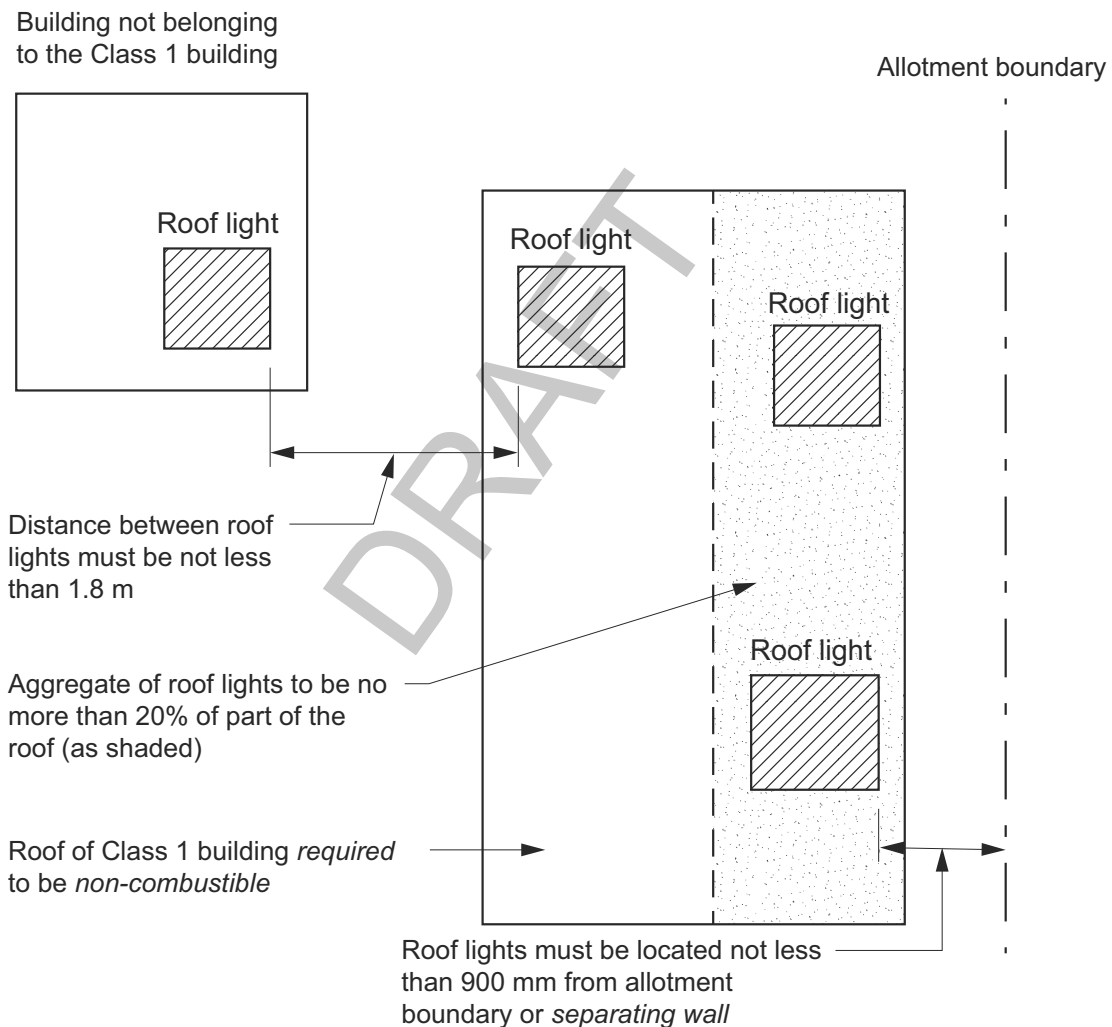 Building not belonging
to the Class 1 building
Allotment boundary
Roof light
Roof light
Roof light
DRAFT
Distance between roof
lights must be not less
than 1.8 m
Roof light
Aggregate of roof lights to be no
more than 20% of part of the
roof (as shaded)
Roof of Class 1 building required
to be non-combustible
Roof lights must be located not less
than 900 mm from allotment
boundary or separating wall